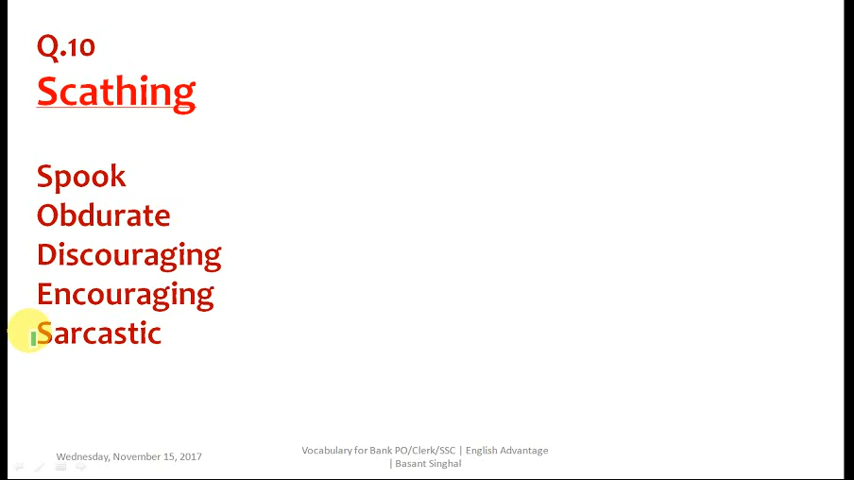 Q.10
Scathing
Spook
Obdurate
Discouraging
Encouraging
Sarcastic
Wednesday, November 15, 2017
Vocabulary for Bank PO/Clerk/SSC | English Advantage
| Basant Singhal